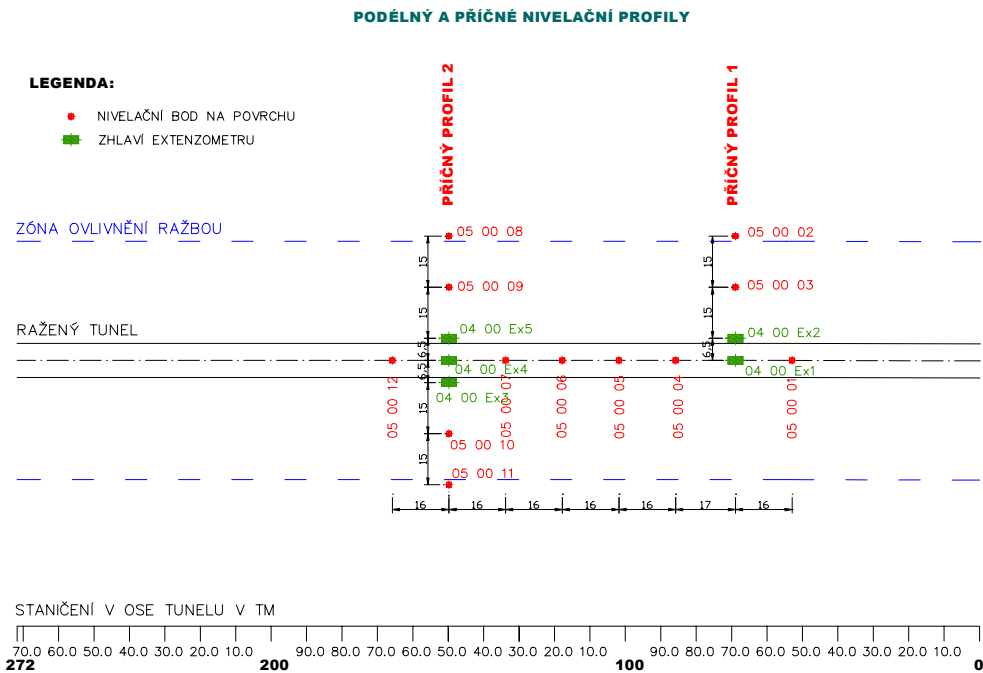 PODÉLNÝ A PŘÍČNÉ NIVELAČNÍ PROFILY
LEGENDA:
NIVELAČNÍ BOD NA POVRCHU
ZHLAVÍ EXTENZOMETRU
PŘÍČNÝ PROFIL 2
PŘÍČNÝ PROFIL 1
ZÓNA OVLIVNĚNÍ RAŽBOU
05 00 08
05 00 02
15
15
05 00 09
05 00 03
15
15
RAŽENÝ TUNEL
04 00 Ex5
04 00 Ex2
6,5
6,5
04 00 Ex4
04 00 Ex1
6,5
04 00 Ex3
05 00 12
05 00 07
05 00 06
05 00 05
05 00 04
05 00 01
15
05 00 10
15
05 00 11
16 16 16 16 16 17 16
STANIČENÍ V OSE TUNELU V TM
70.0 60.0 50.0 40.0 30.0 20.0 10.0 90.0 80.0 70.0 60.0 50.0 40.0 30.0 20.0 10.0 90.0 80.0 70.0 60.0 50.0 40.0 30.0 20.0 10.0
272 200 100 0